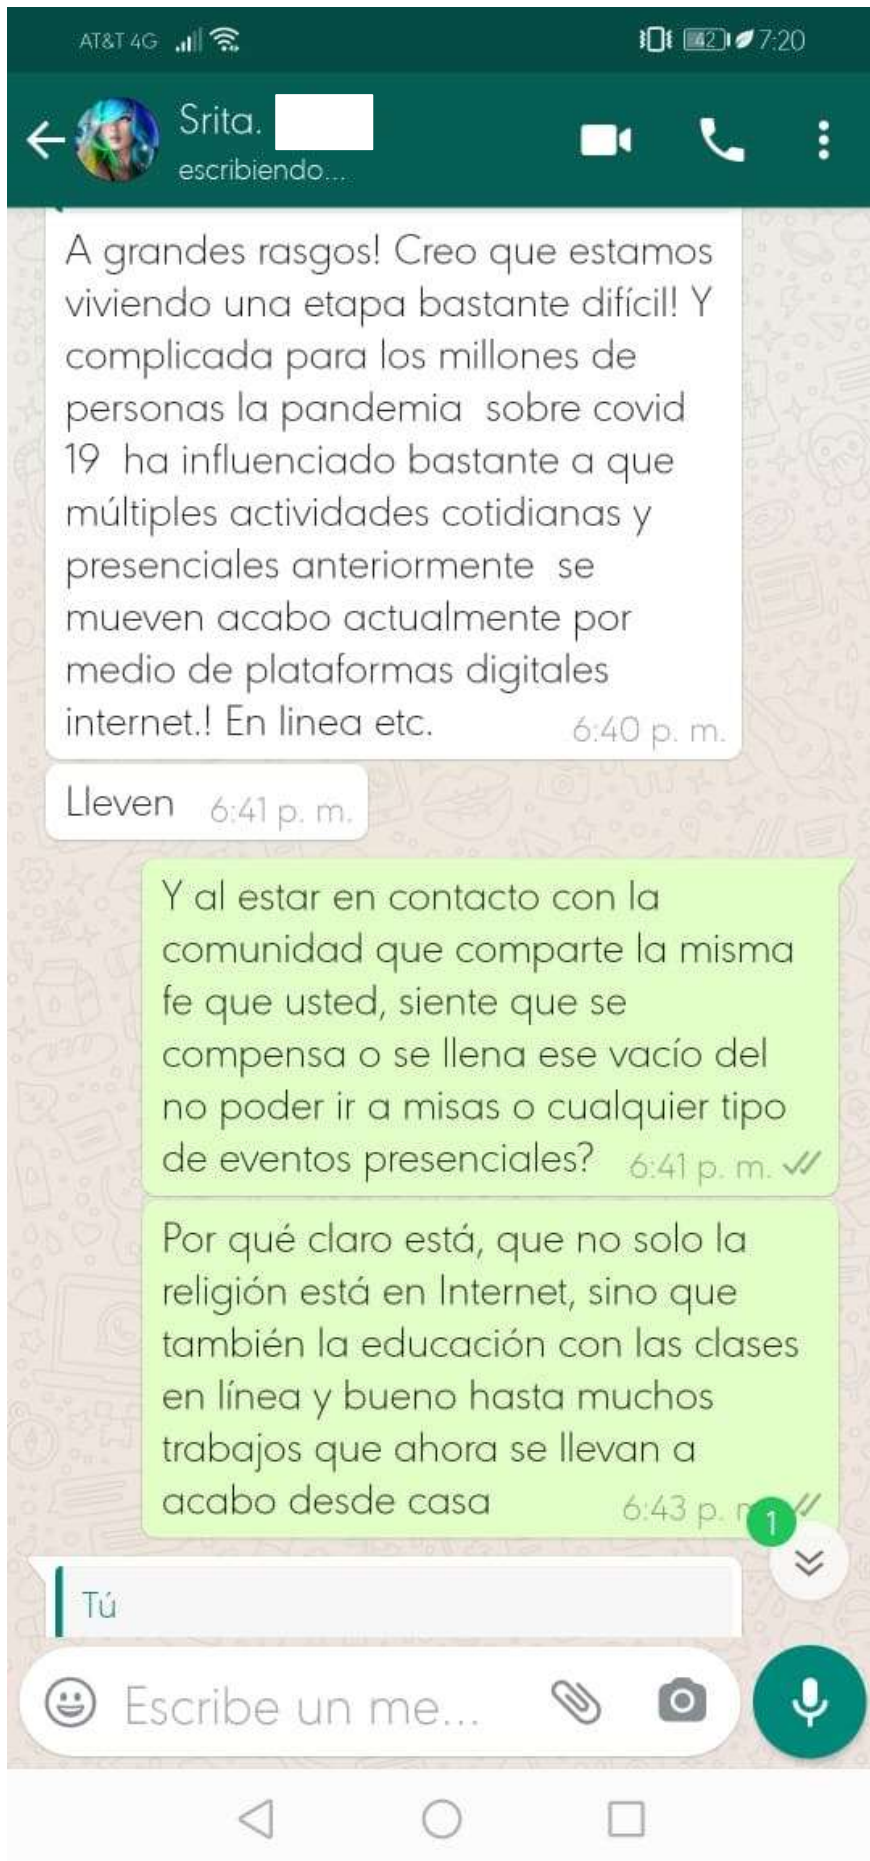 AT&T 4G 42 7:20
Srita.
escribiendo...
A grandes rasgos! Creo que estamos
viviendo una etapa bastante difícil! Y
complicada para los millones de
personas la pandemia  sobre covid
19  ha influenciado bastante a que
múltiples actividades cotidianas y
presenciales anteriormente  se
mueven acabo actualmente por
medio de plataformas digitales
internet.! En linea etc. 6:40 p. m.
Lleven 6:41 p. m.
Y al estar en contacto con la
comunidad que comparte la misma
fe que usted, siente que se
compensa o se llena ese vacío del
no poder ir a misas o cualquier tipo
de eventos presenciales? 6:41 p. m.
Por qué claro está, que no solo la
religión está en Internet, sino que
también la educación con las clases
en línea y bueno hasta muchos
trabajos que ahora se llevan a
acabo desde casa 6:43 p.
1
Tú
Escribe un me...